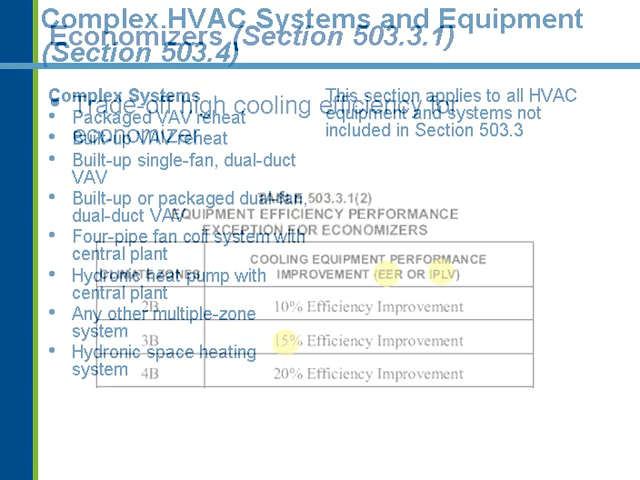 Complex HVAC Systems and Equipment
(Section 503.4)
Economizers (Section 503.3.1)
Complex Systems
• Packaged VAV reheat
• Built-up VAV reheat
• Built-up single-fan, dual-duct
VAV
• Built-up or packaged dual-fan,
dual-duct VAV
• Four-pipe fan coil system with
central plant
• Hydronic heat pump with
central plant
• Any other multiple-zone
system
• Hydronic space heating
system
This section applies to all HVAC
equipment and systems not
included in Section 503.3
• Trade-off high cooling efficiency for
economizer
TABLE 503.3.1(2)
EQUIPMENT EFFICIENCY PERFORMANCE
EXCEPTION FOR ECONOMIZERS
CLIMATE ZONES
COOLING EQUIPMENT PERFORMANCE
IMPROVEMENT (EER OR IPLV)
2B 10% Efficiency Improvement
3B 15% Efficiency Improvement
4B 20% Efficiency Improvement